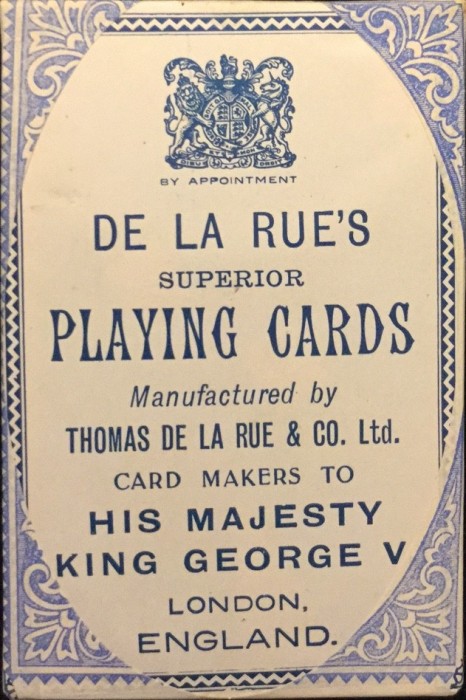 BY APPOINTMENT
DE LA RUE'S
SUPERIOR
PLAYING CARDS
Manufactured by
THOMAS DE LA RUE & CO. Ltd.
CARD MAKERS TO
HIS MAJESTY
KING GEORGE V
LONDON,
ENGLAND.